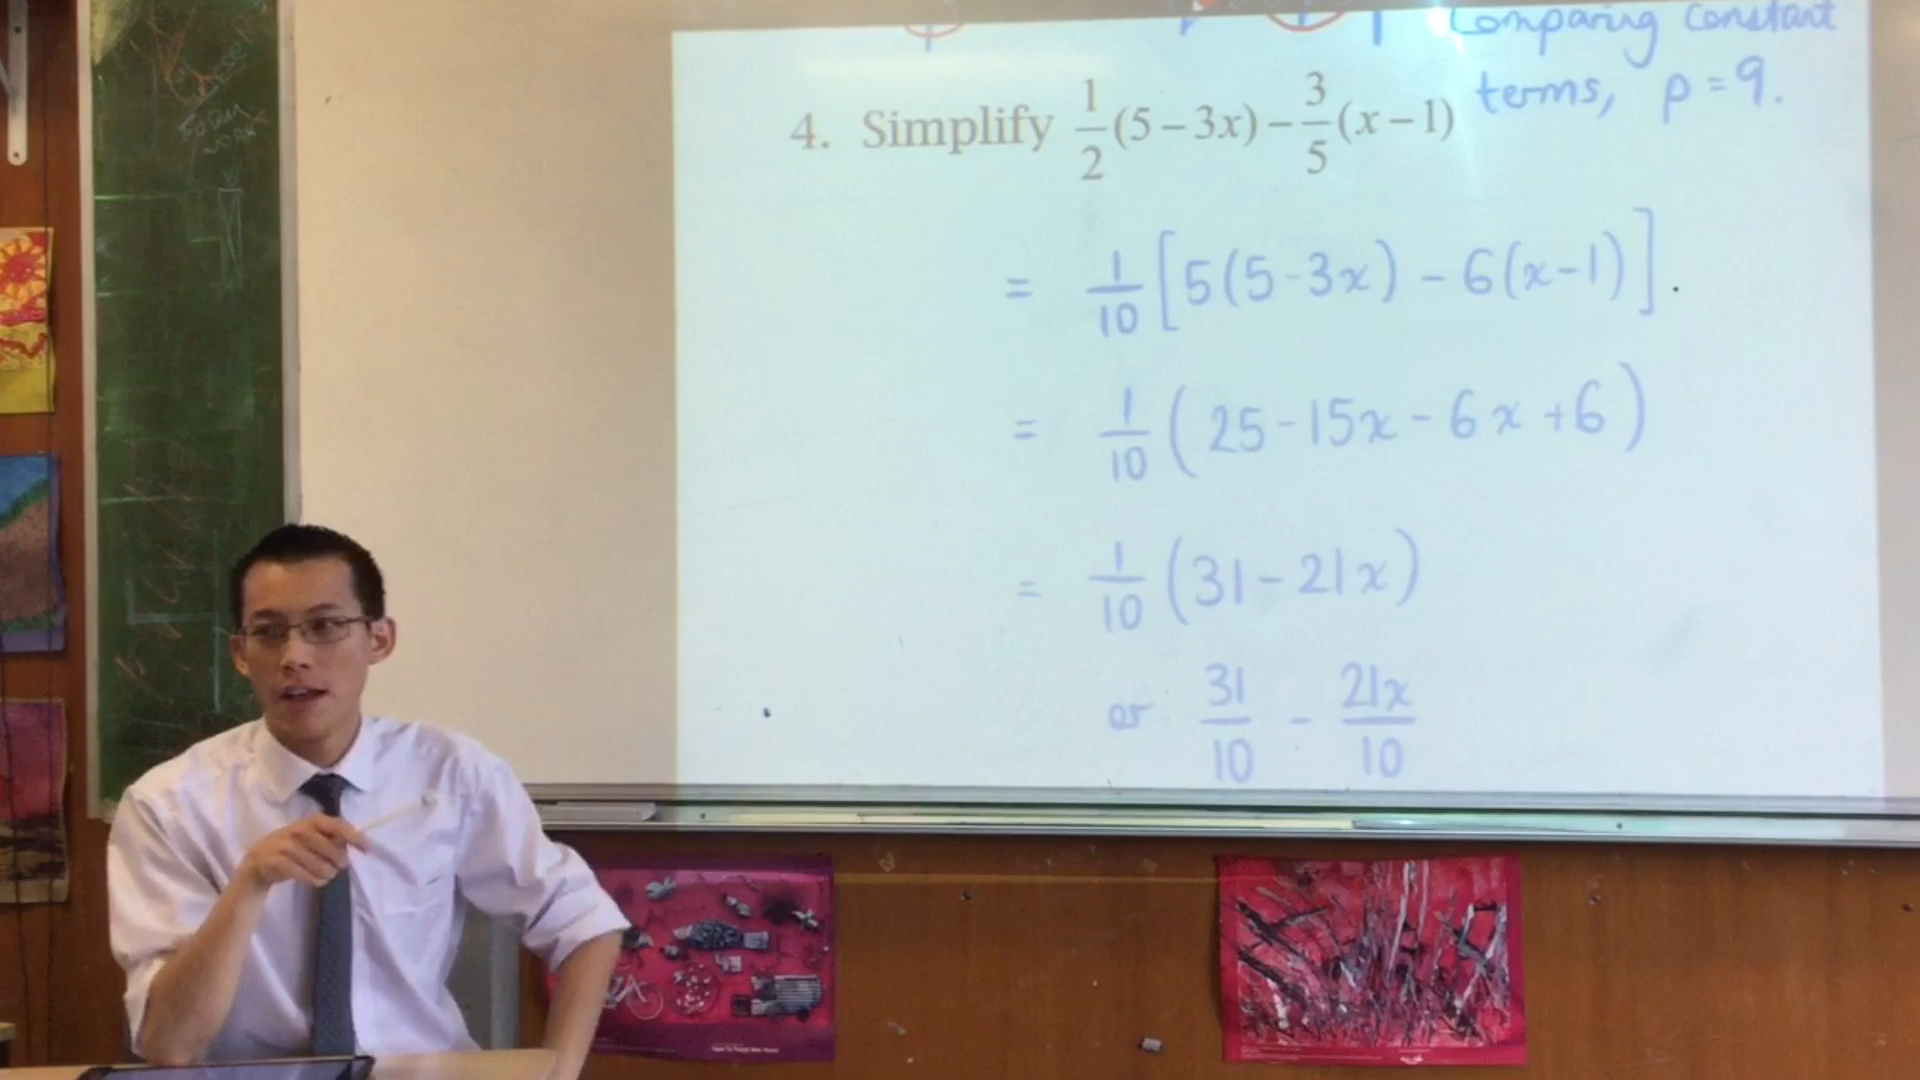 Comparing constant
terms, p = 9.
4. Simplify 1/2(5 – 3x) – 3/5(x – 1)
= 1/10 [5(5-3x) - 6(x-1)].
= 1/10 (25-15x-6x+6)
= 1/10 (31-21x)
or 31/10 - 21x/10